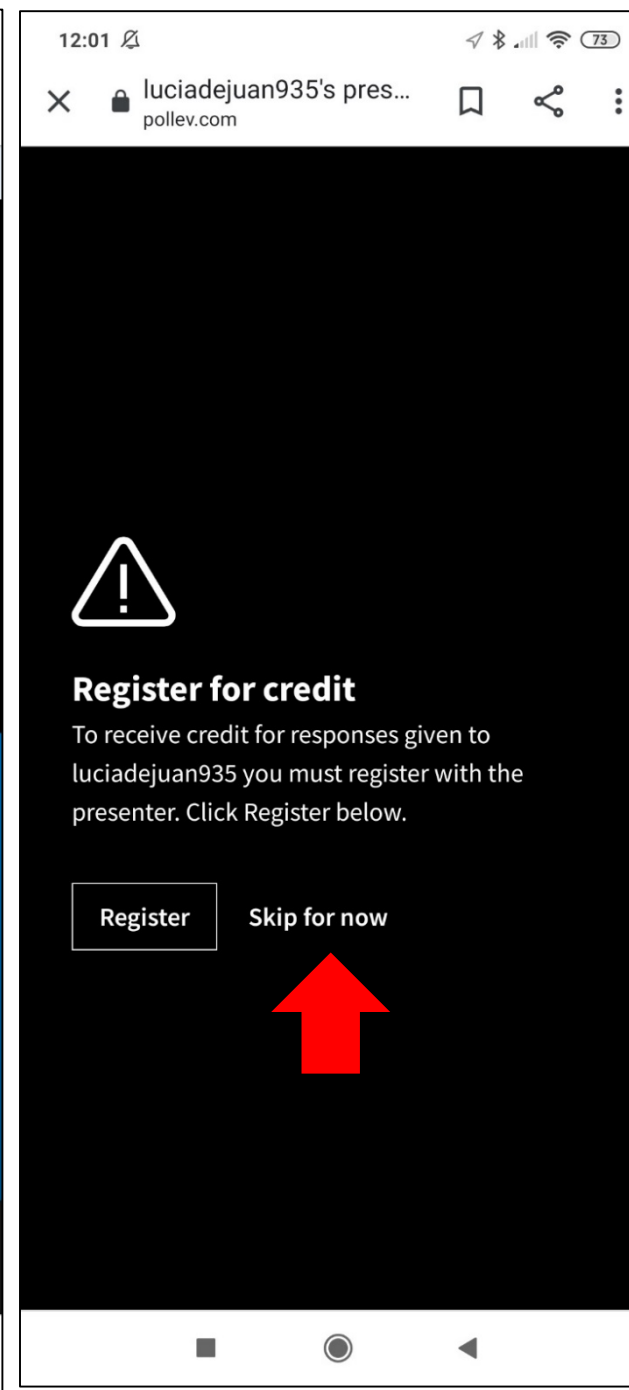 12:01
73
luciadejuan935's pres...
pollev.com
Register for credit
To receive credit for responses given to
luciadejuan935 you must register with the
presenter. Click Register below.
Register Skip for now